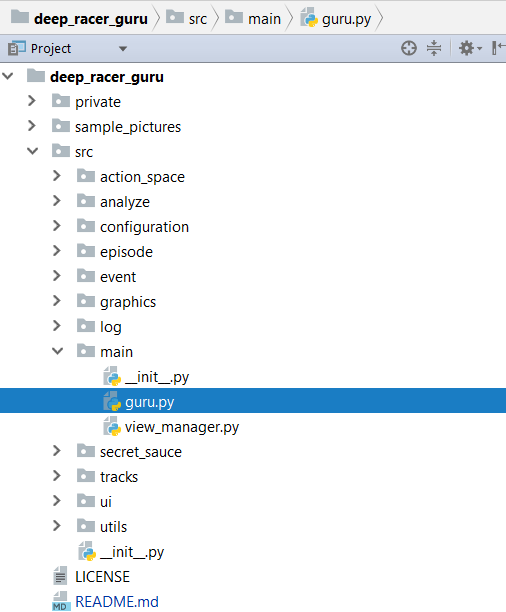 deep_racer_guru src main guru.py
Project
deep_racer_guru
private
sample_pictures
src
action_space
analyze
configuration
episode
event
graphics
log
main
__init__.py
guru.py
view_manager.py
secret_sauce
tracks
ui
utils
__init__.py
LICENSE
MD README.md